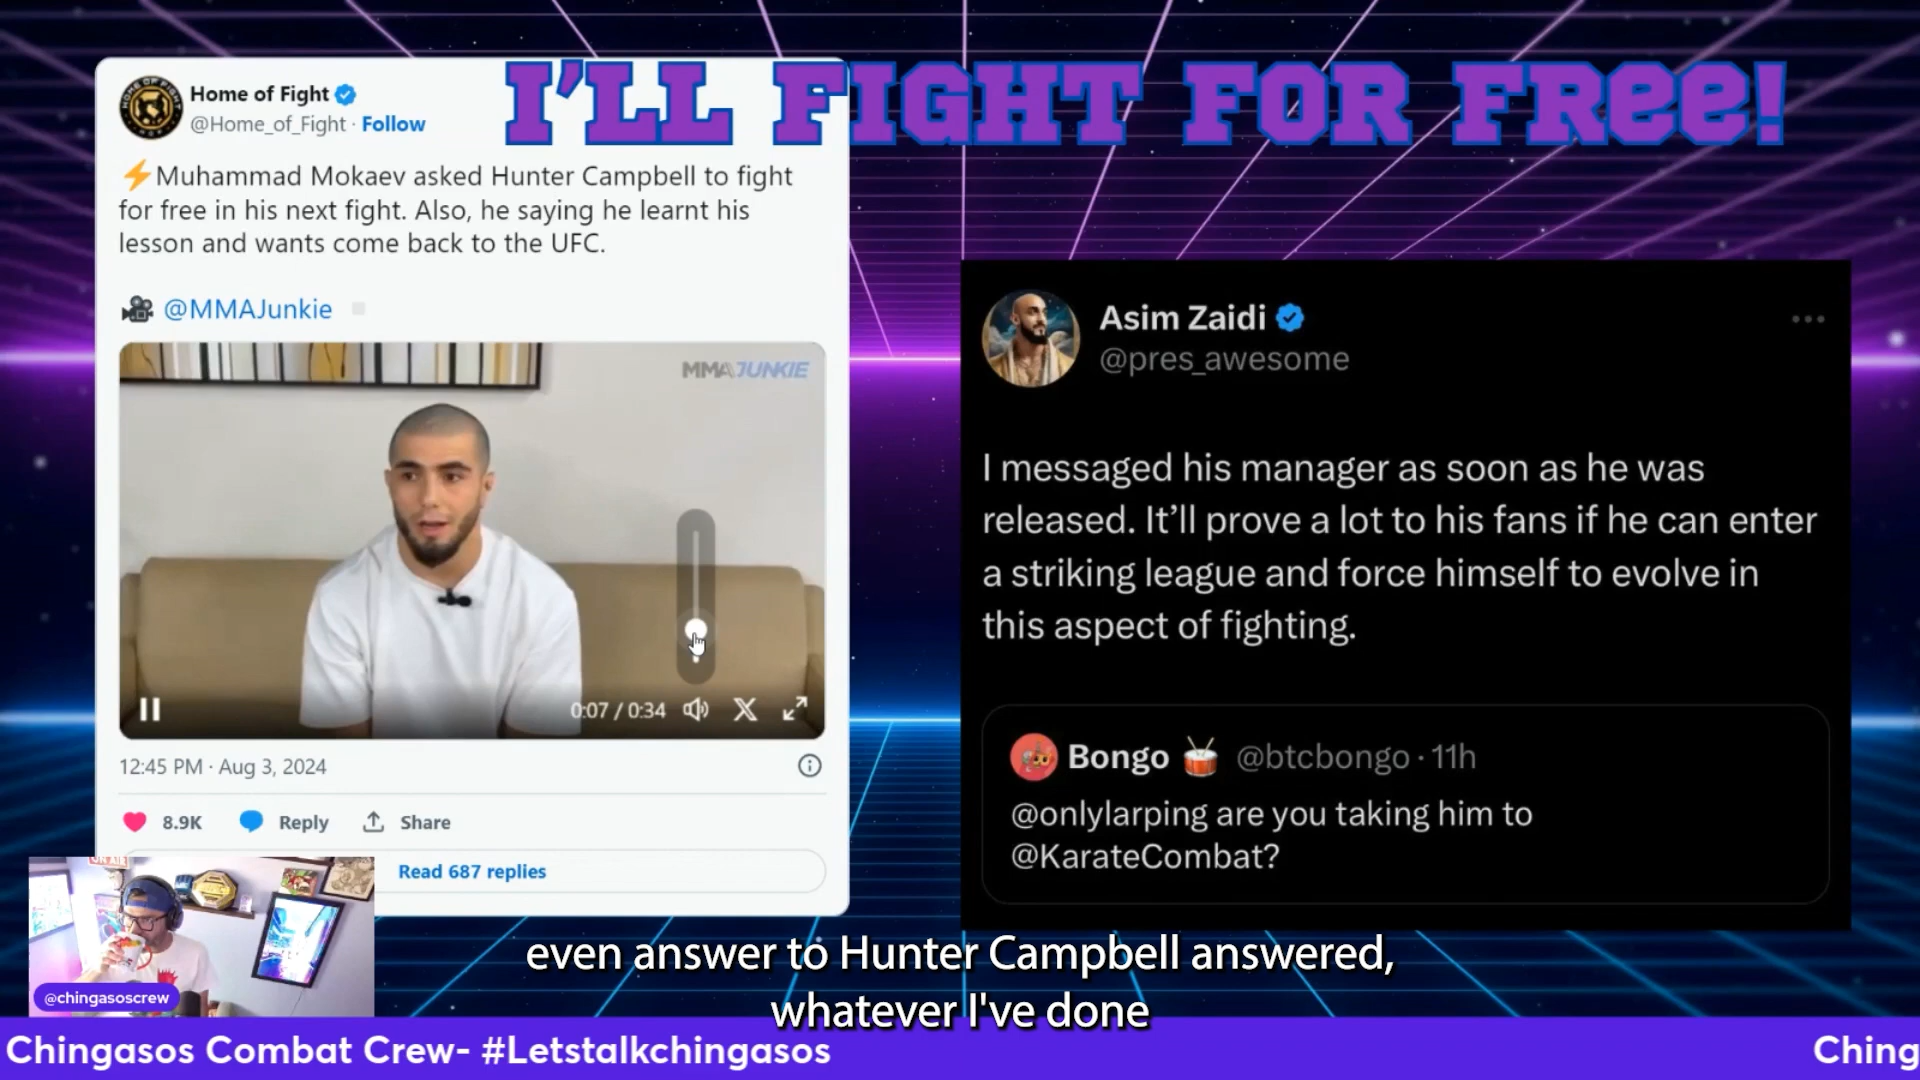 I'LL FIGHT FOR FREE!
Home of Fight
@Home_of_Fight · Follow
⚡Muhammad Mokaev asked Hunter Campbell to fight
for free in his next fight. Also, he saying he learnt his
lesson and wants come back to the UFC.
🎥 @MMAJunkie
MMAJUNKIE
0:07 / 0:34
12:45 PM · Aug 3, 2024
8.9K Reply Share
Read 687 replies
Asim Zaidi
@pres_awesome
I messaged his manager as soon as he was
released. It’ll prove a lot to his fans if he can enter
a striking league and force himself to evolve in
this aspect of fighting.
Bongo 🥁 @btcbongo · 11h
@onlylarping are you taking him to
@KarateCombat?
ON AIR
@chingasoscrew
even answer to Hunter Campbell answered,
whatever I've done
Chingasos Combat Crew- #Letstalkchingasos
Ching